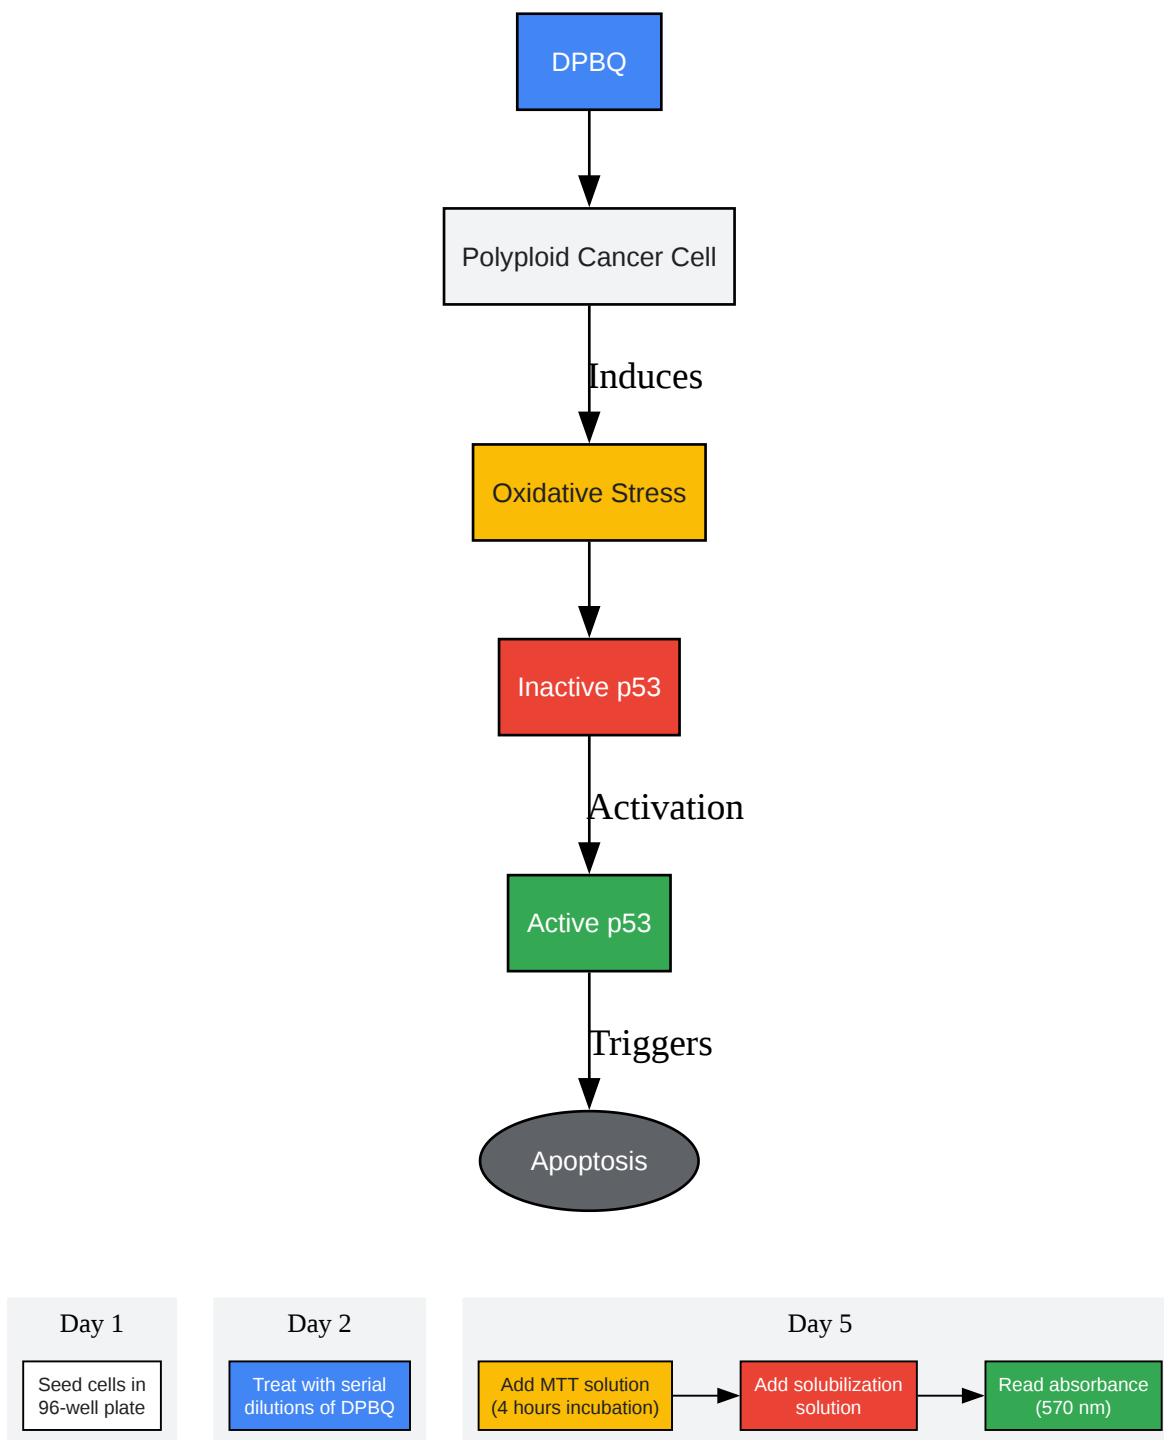 DPBQ
Polyploid Cancer Cell
Induces
Oxidative Stress
Inactive p53
Activation
Active p53
Triggers
Apoptosis
Day 1
Seed cells in
96-well plate
Day 2
Treat with serial
dilutions of DPBQ
Day 5
Add MTT solution
(4 hours incubation)
Add solubilization
solution
Read absorbance
(570 nm)